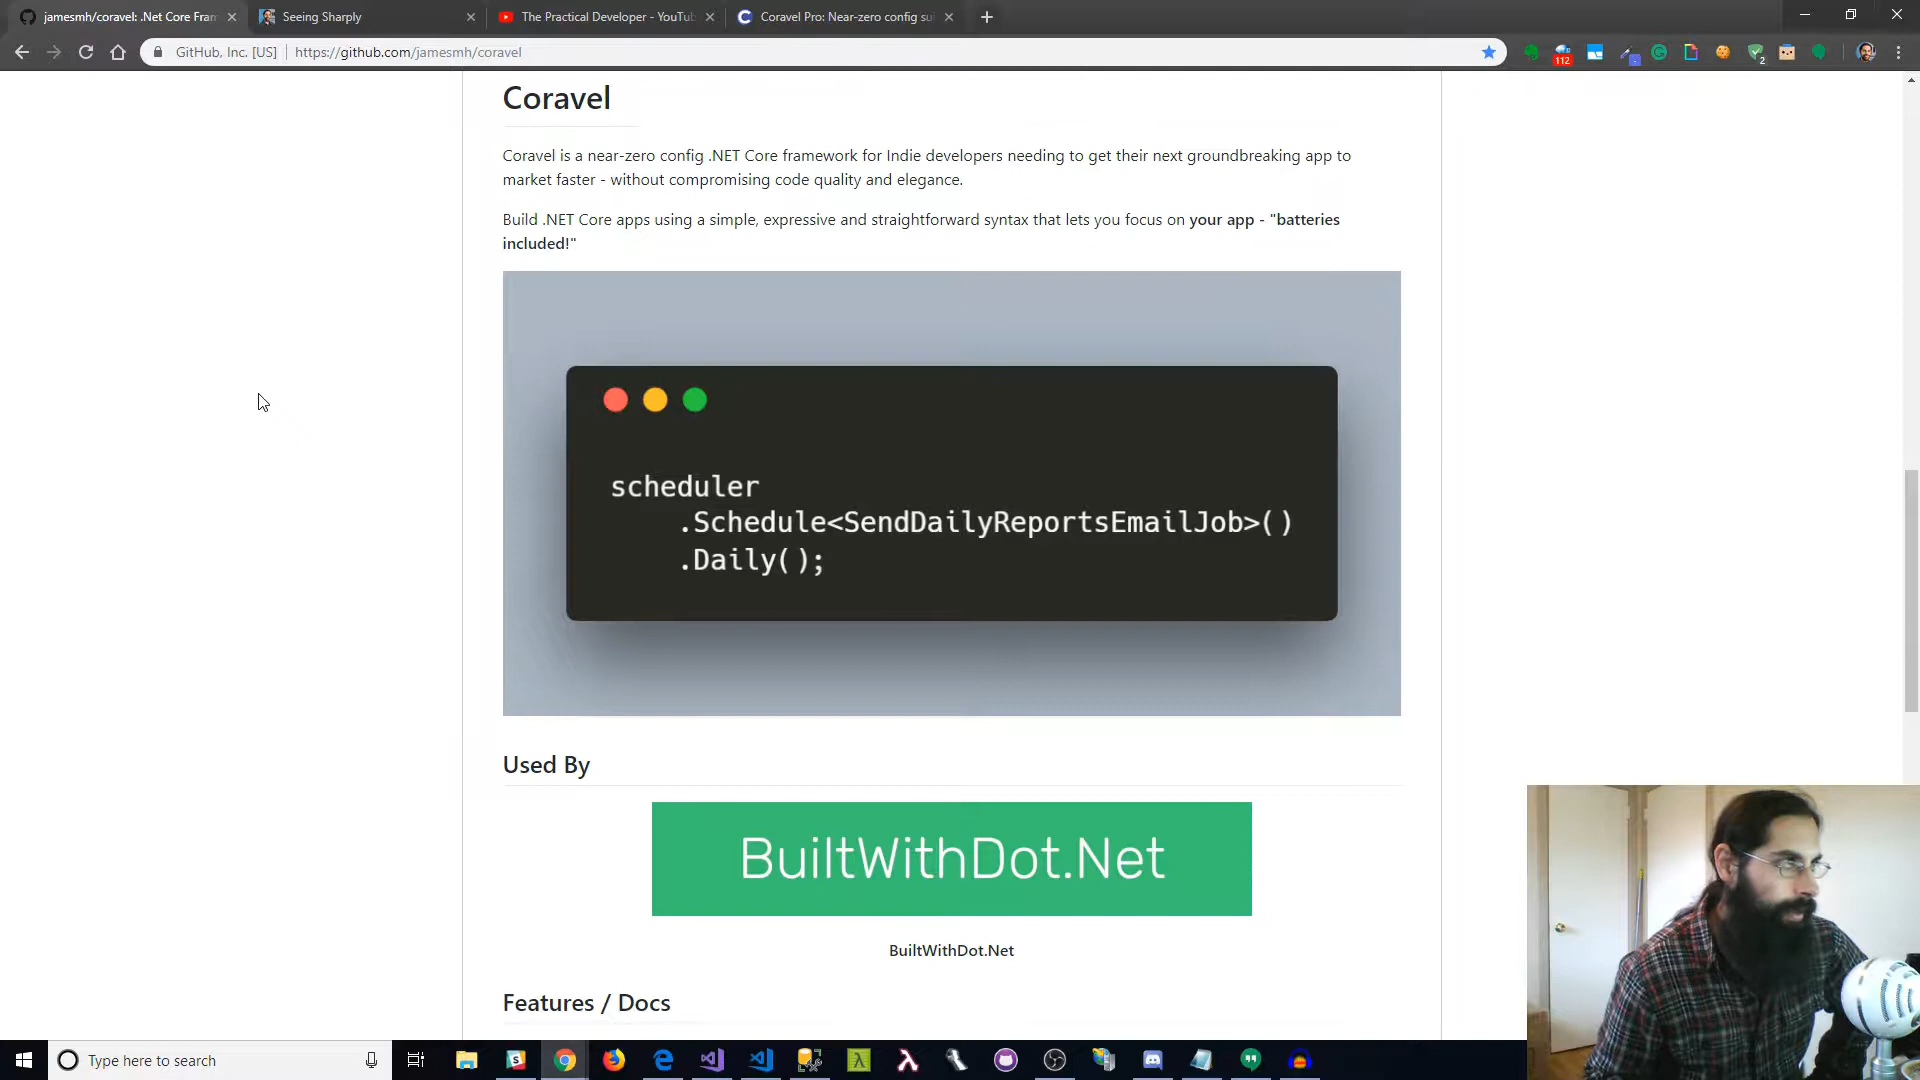 jamesmh/coravel: .Net Core Fram
Seeing Sharply
The Practical Developer - YouTub
Coravel Pro: Near-zero config sui
GitHub, Inc. [US]
https://github.com/jamesmh/coravel
112
2
Coravel
Coravel is a near-zero config .NET Core framework for Indie developers needing to get their next groundbreaking app to
market faster - without compromising code quality and elegance.
Build .NET Core apps using a simple, expressive and straightforward syntax that lets you focus on your app - "batteries
included!"
scheduler
.Schedule<SendDailyReportsEmailJob>()
.Daily();
Used By
BuiltWithDot.Net
BuiltWithDot.Net
Features / Docs
Type here to search